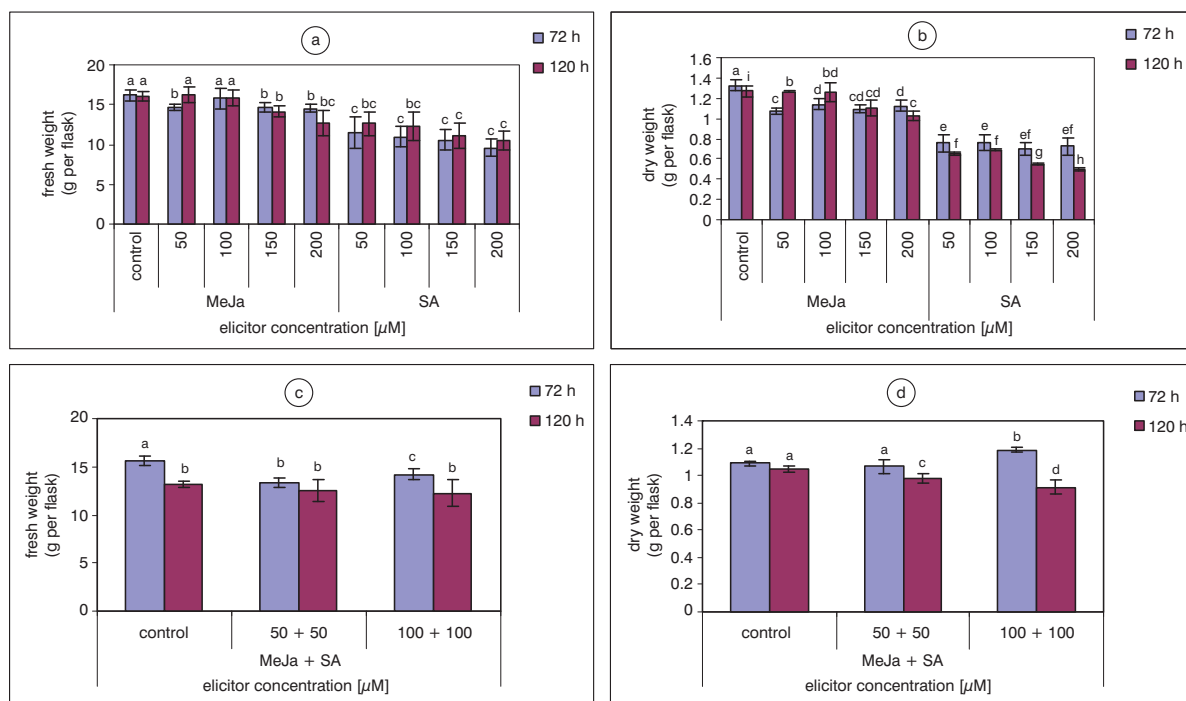 a
72 h
120 h
20
15
10
5
0
fresh weight
(g per flask)
a a b a a a b b b bc c bc c bc c c c c
control 50 100 150 200 50 100 150 200
MeJa SA
elicitor concentration [µM]
b
72 h
120 h
1.6
1.4
1.2
1
0.8
0.6
0.4
0.2
0
dry weight
(g per flask)
a i c b d bd cd cd d c e f e f ef g ef h
control 50 100 150 200 50 100 150 200
MeJa SA
elicitor concentration [µM]
c
72 h
120 h
20
15
10
5
0
fresh weight
(g per flask)
a b b b c b
control 50 + 50 100 + 100
MeJa + SA
elicitor concentration [µM]
d
72 h
120 h
1.4
1.2
1
0.8
0.6
0.4
0.2
0
dry weight
(g per flask)
a a a c b d
control 50 + 50 100 + 100
MeJa + SA
elicitor concentration [µM]